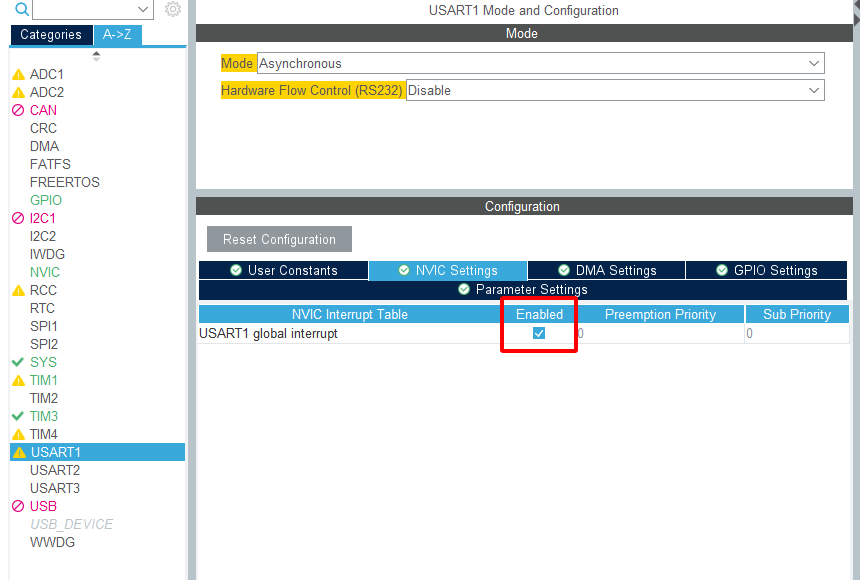 USART1 Mode and Configuration
Categories A->Z
Mode
Mode Asynchronous
Hardware Flow Control (RS232) Disable
ADC1
ADC2
CAN
CRC
DMA
FATFS
FREERTOS
GPIO
I2C1
I2C2
IWDG
NVIC
RCC
RTC
SPI1
SPI2
SYS
TIM1
TIM2
TIM3
TIM4
USART1
USART2
USART3
USB
USB_DEVICE
WWDG
Configuration
Reset Configuration
User Constants NVIC Settings DMA Settings GPIO Settings
Parameter Settings
NVIC Interrupt Table Enabled Preemption Priority Sub Priority
USART1 global interrupt 0 0